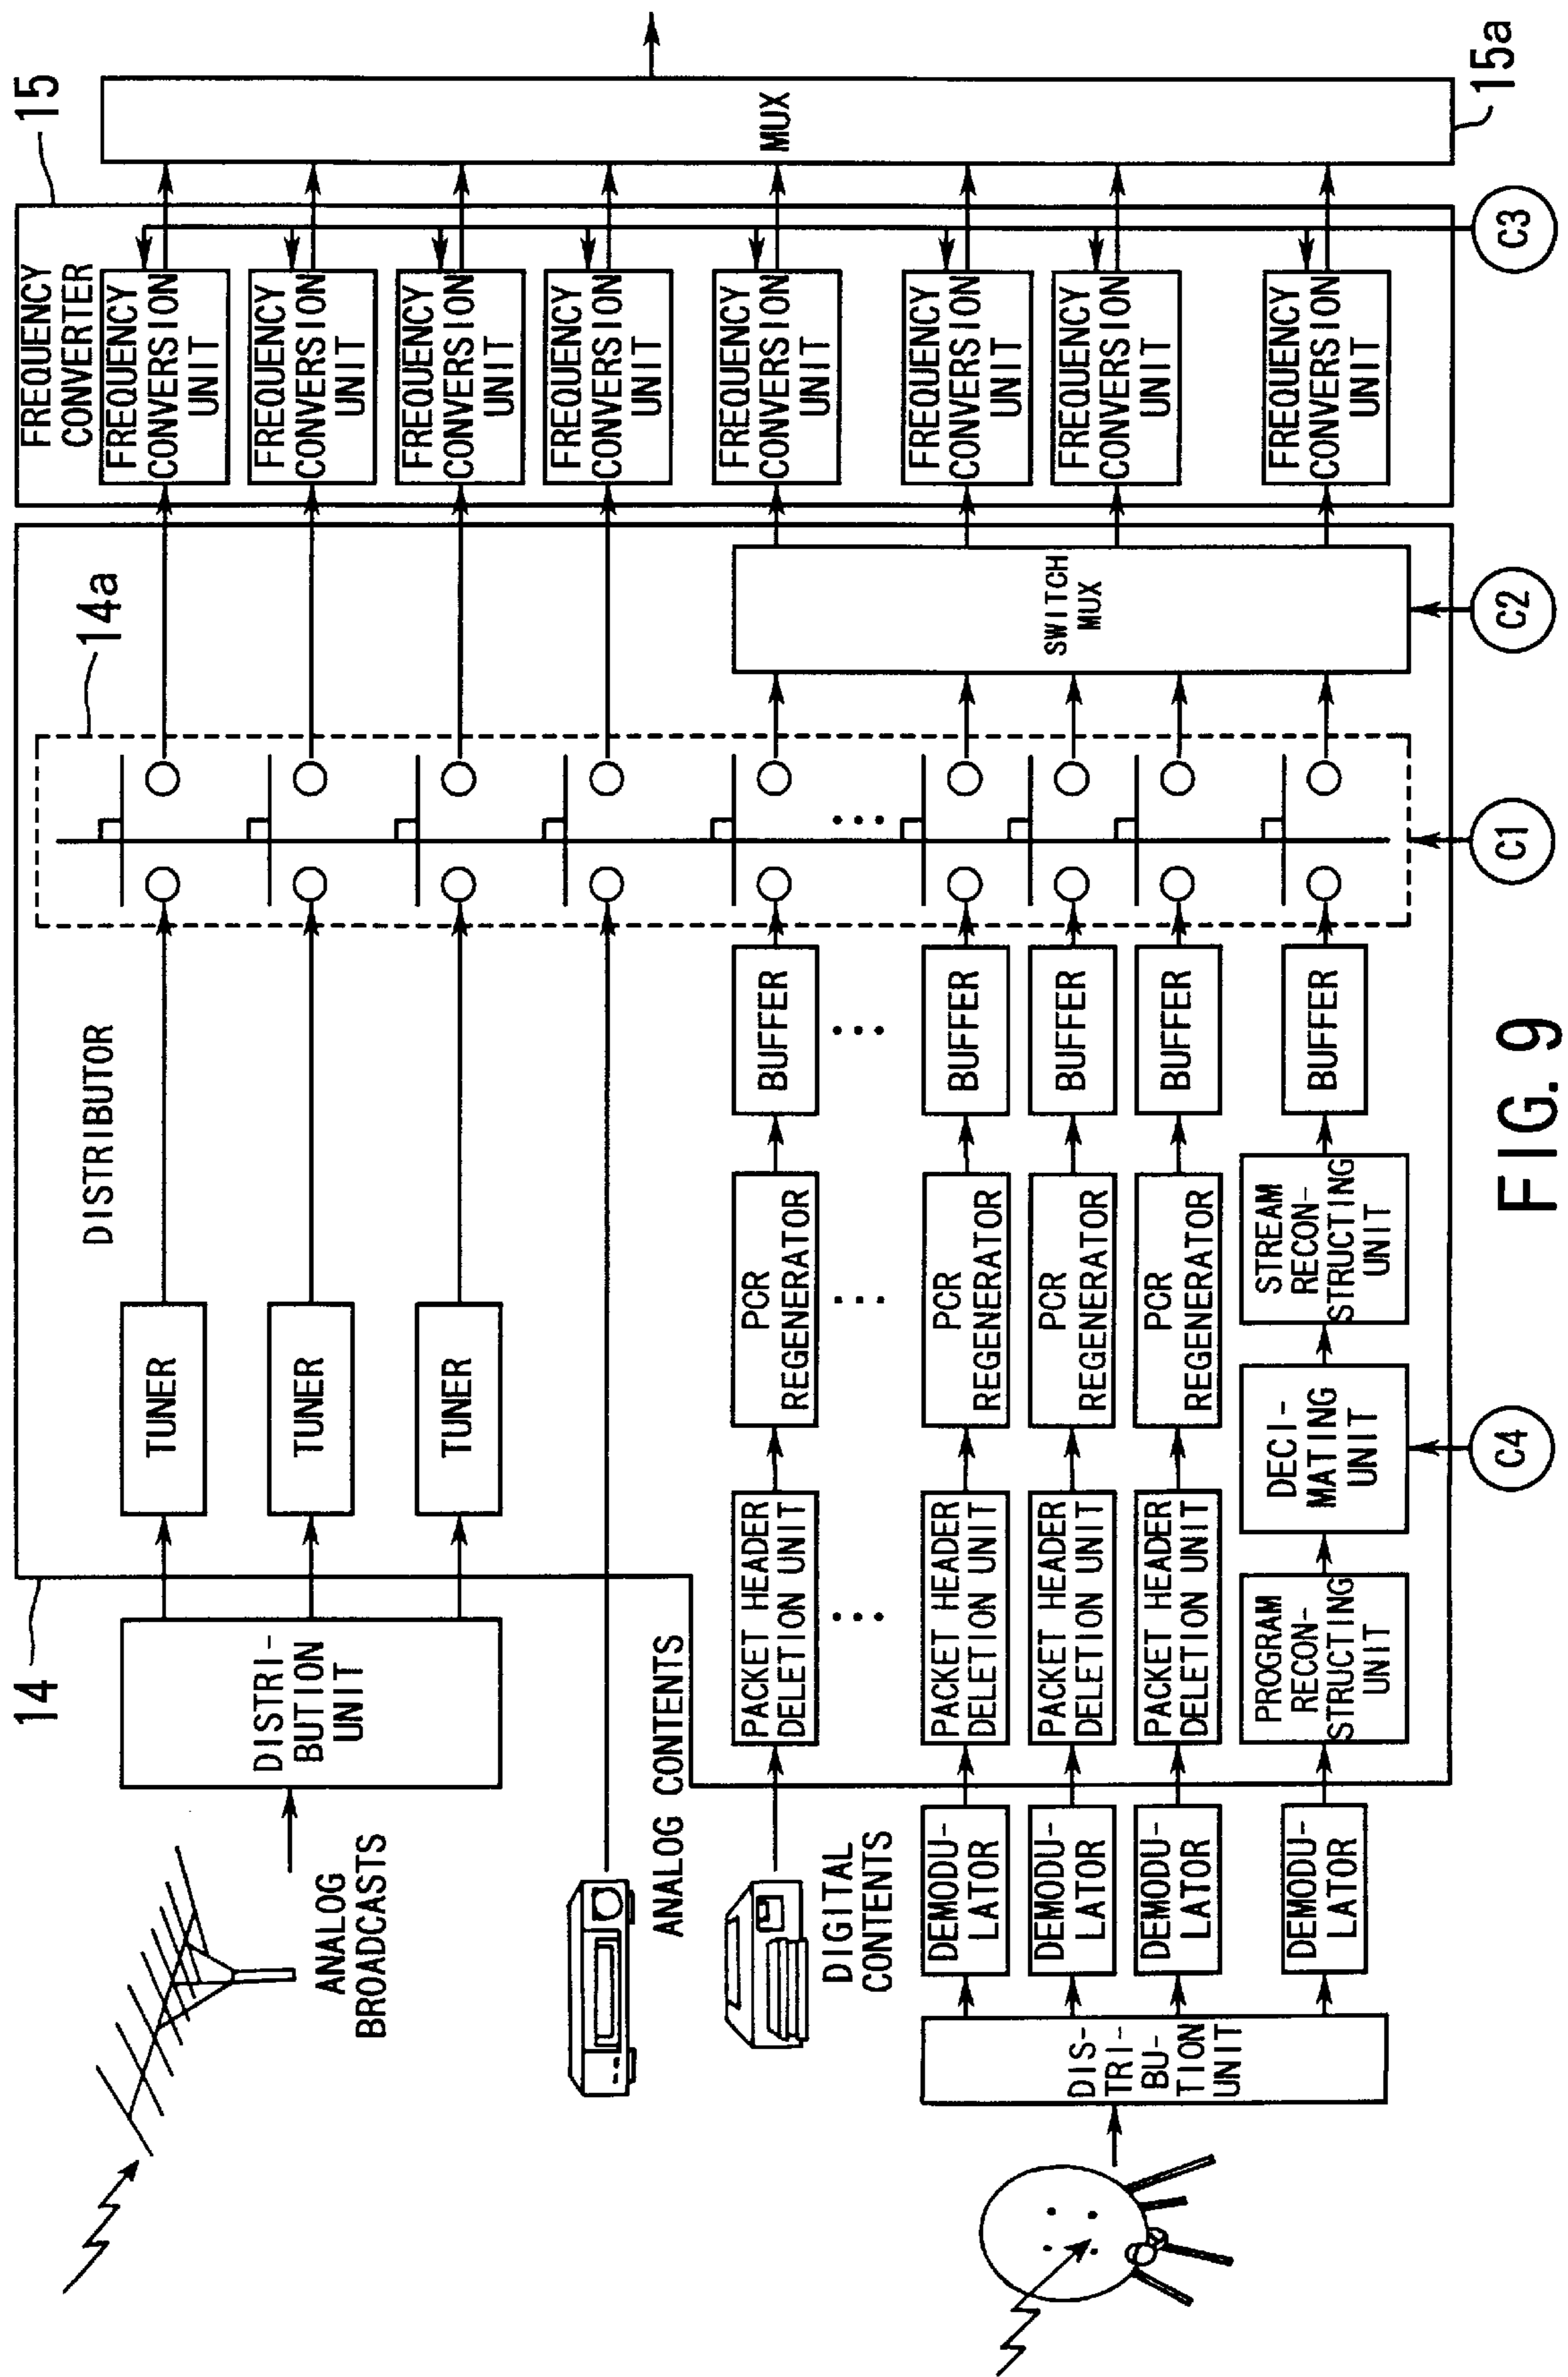 15
FREQUENCY
CONVERTER
FREQUENCY
CONVERSION
UNIT
FREQUENCY
CONVERSION
UNIT
FREQUENCY
CONVERSION
UNIT
FREQUENCY
CONVERSION
UNIT
FREQUENCY
CONVERSION
UNIT
FREQUENCY
CONVERSION
UNIT
FREQUENCY
CONVERSION
UNIT
FREQUENCY
CONVERSION
UNIT
MUX
15a
C3
14
DISTRIBUTOR
14a
TUNER
TUNER
TUNER
SWITCH
MUX
C2
C1
ANALOG
BROADCASTS
DISTRI-
BUTION
UNIT
ANALOG CONTENTS
DIGITAL
CONTENTS
PACKET HEADER
DELETION UNIT
PCR
REGENERATOR
BUFFER
...
...
...
...
DIS-
TRI-
BU-
TION
UNIT
DEMODU-
LATOR
PACKET HEADER
DELETION UNIT
PCR
REGENERATOR
BUFFER
DEMODU-
LATOR
PACKET HEADER
DELETION UNIT
PCR
REGENERATOR
BUFFER
DEMODU-
LATOR
PACKET HEADER
DELETION UNIT
PCR
REGENERATOR
BUFFER
DEMODU-
LATOR
PROGRAM
RECON-
STRUCTING
UNIT
DECI-
MATING
UNIT
STREAM
RECON-
STRUCTING
UNIT
BUFFER
C4
FIG. 9